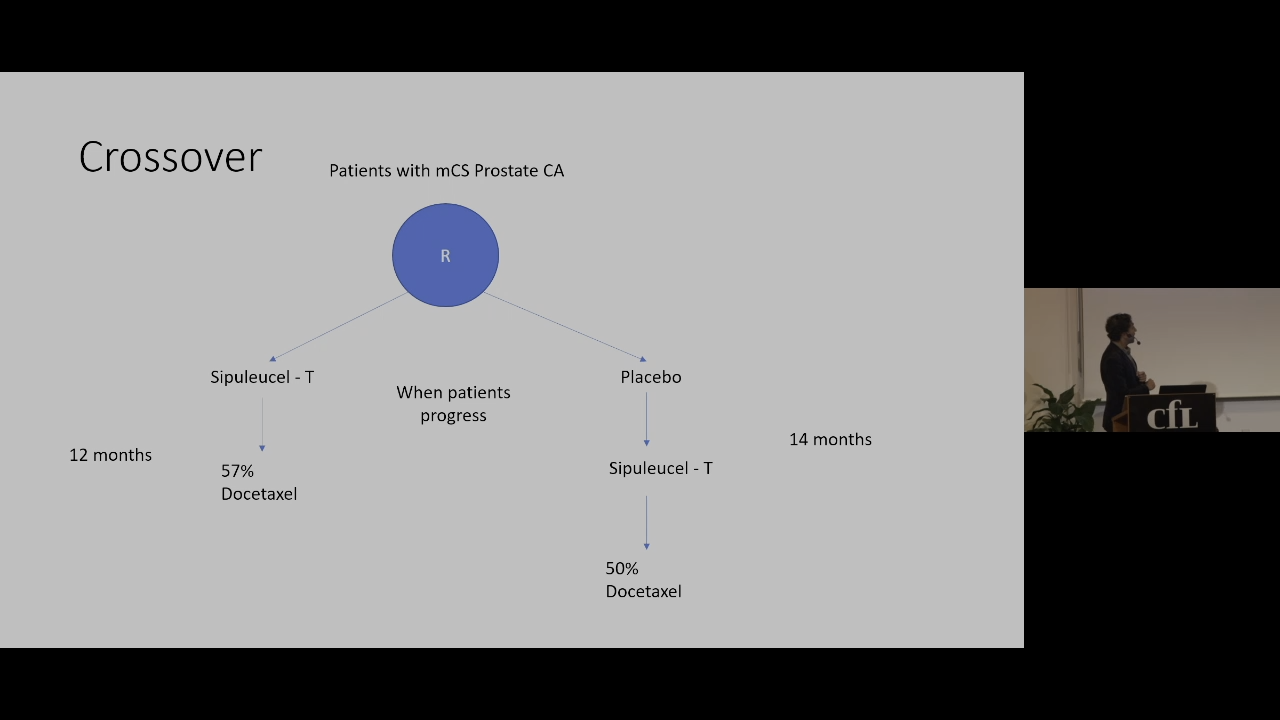 Crossover
Patients with mCS Prostate CA
R
Sipuleucel - T
When patients
progress
Placebo
12 months
57%
Docetaxel
14 months
Sipuleucel - T
50%
Docetaxel
cfL